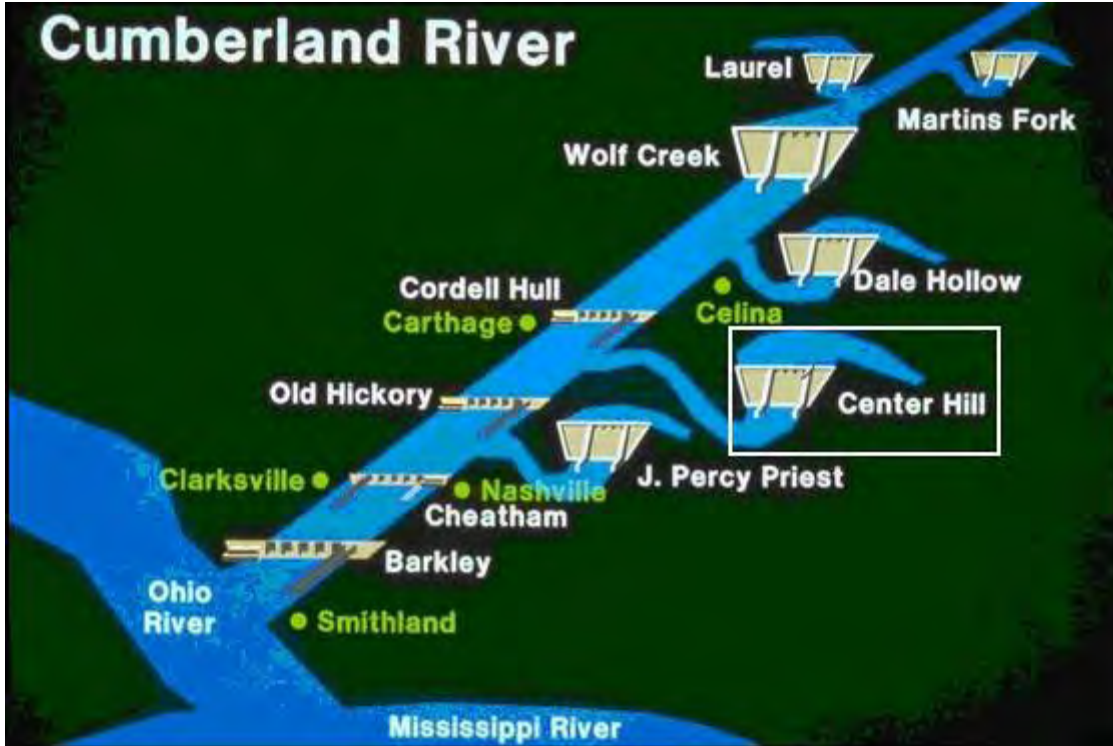 Cumberland River
Laurel
Martins Fork
Wolf Creek
Dale Hollow
Cordell Hull
Celina
Carthage
Old Hickory
Center Hill
J. Percy Priest
Clarksville
Nashville
Cheatham
Barkley
Ohio
River
Smithland
Mississippi River